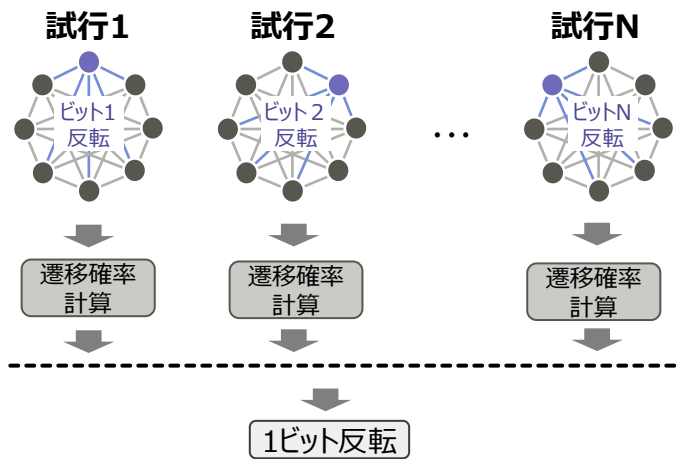 試行1
試行2
試行N
ビット1
反転
ビット２
反転
…
ビットN
反転
遷移確率
計算
遷移確率
計算
遷移確率
計算
1ビット反転